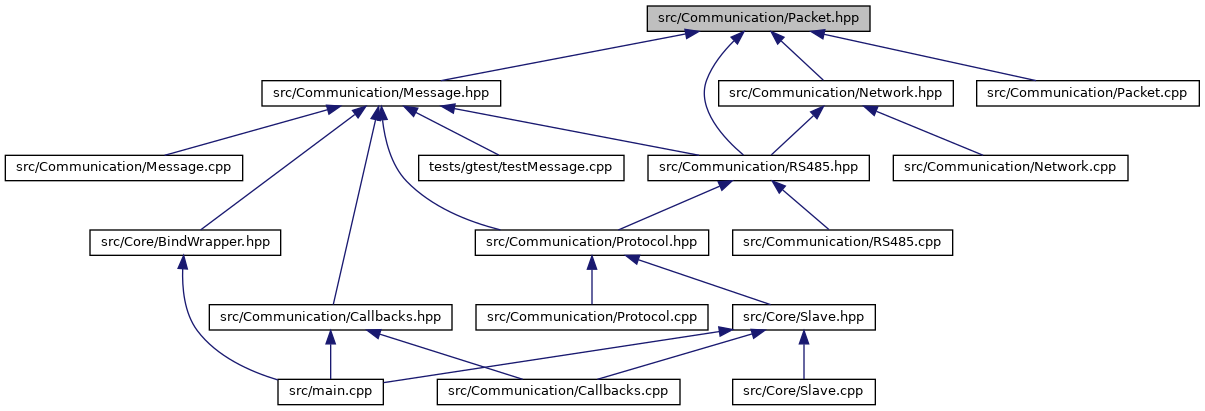 src/Communication/Packet.hpp
src/Communication/Message.hpp
src/Communication/Network.hpp
src/Communication/Packet.cpp
src/Communication/Message.cpp
tests/gtest/testMessage.cpp
src/Communication/RS485.hpp
src/Communication/Network.cpp
src/Core/BindWrapper.hpp
src/Communication/Protocol.hpp
src/Communication/RS485.cpp
src/Communication/Callbacks.hpp
src/Communication/Protocol.cpp
src/Core/Slave.hpp
src/main.cpp
src/Communication/Callbacks.cpp
src/Core/Slave.cpp